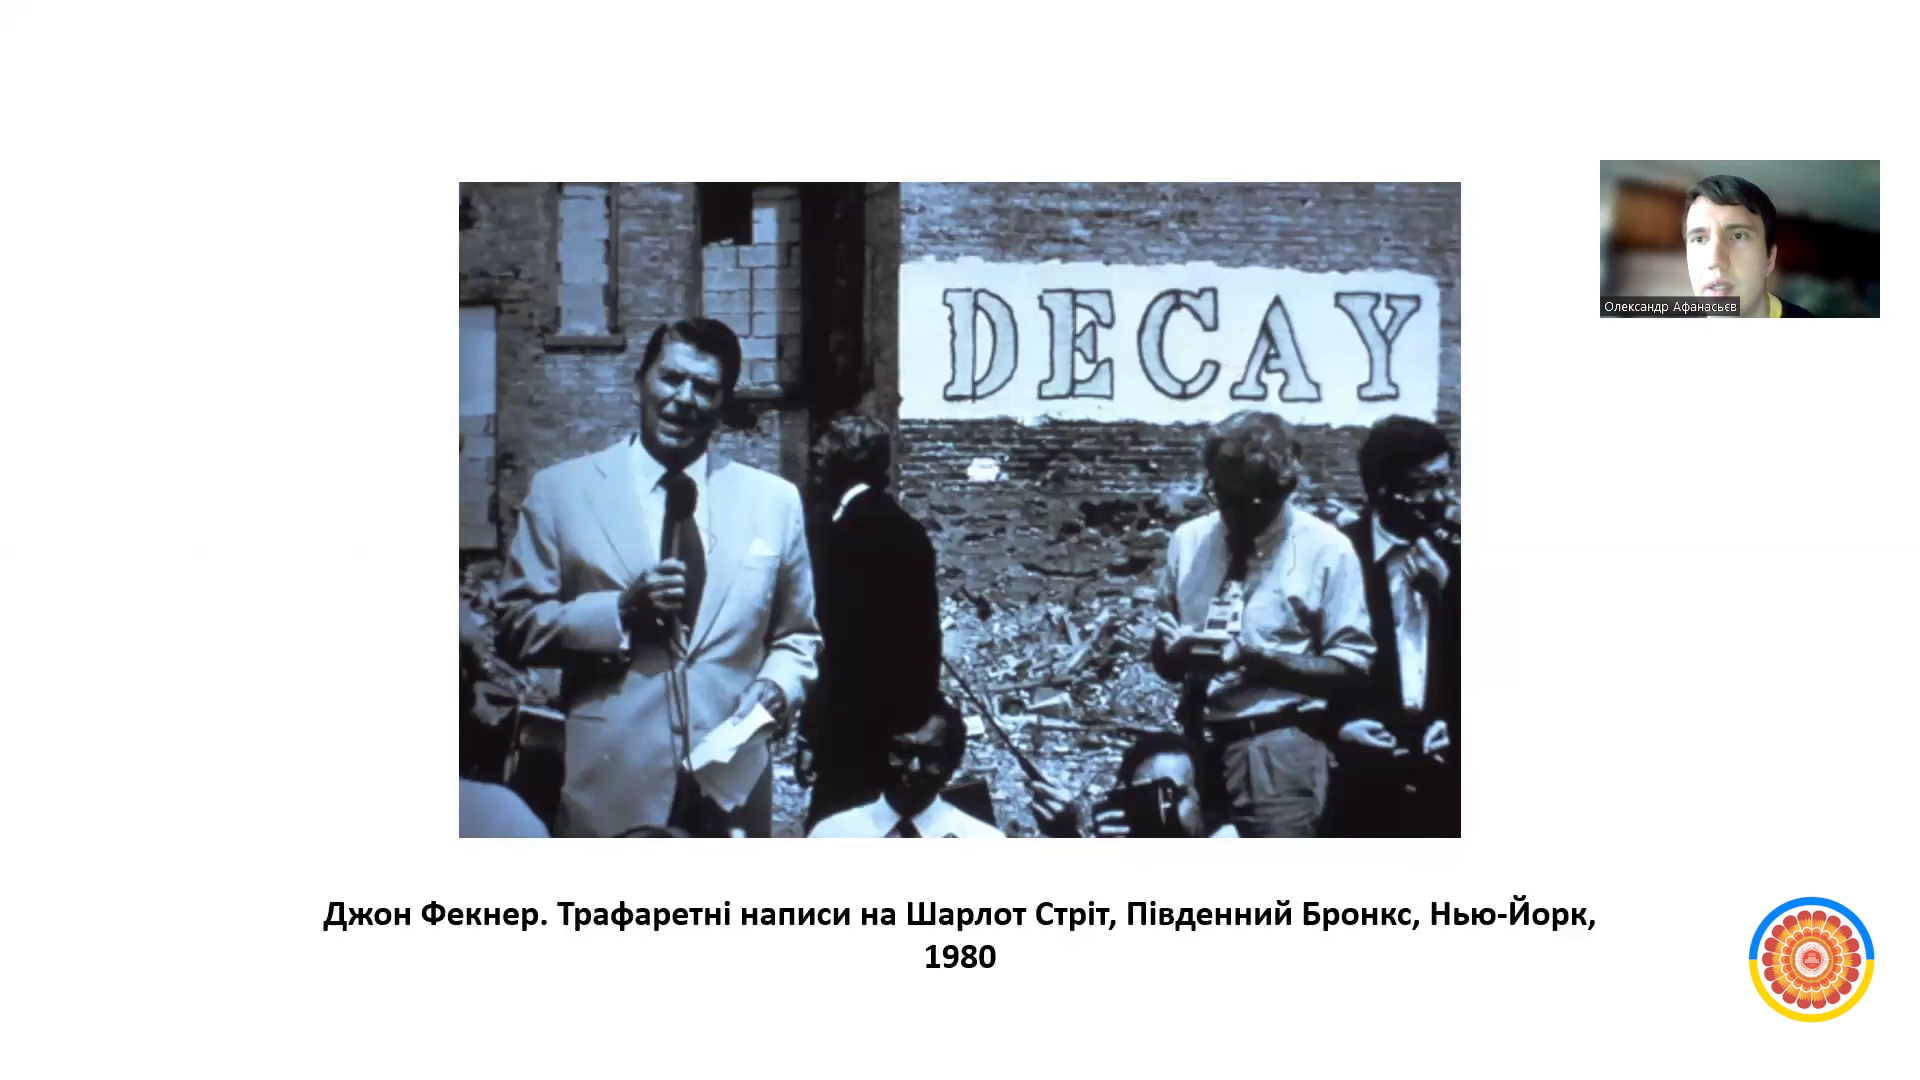 DECAY
Олександр Афанасьєв
Джон Фекнер. Трафаретні написи на Шарлот Стріт, Південний Бронкс, Нью-Йорк,
1980